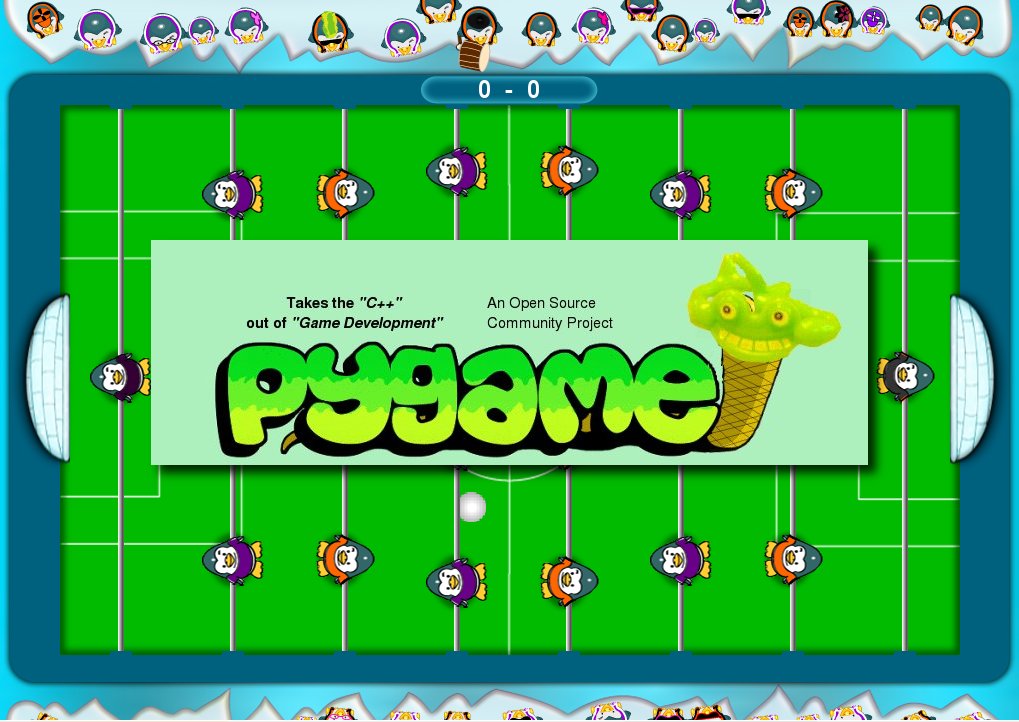 0 - 0
Takes the "C++"
out of "Game Development"
An Open Source
Community Project
pygame